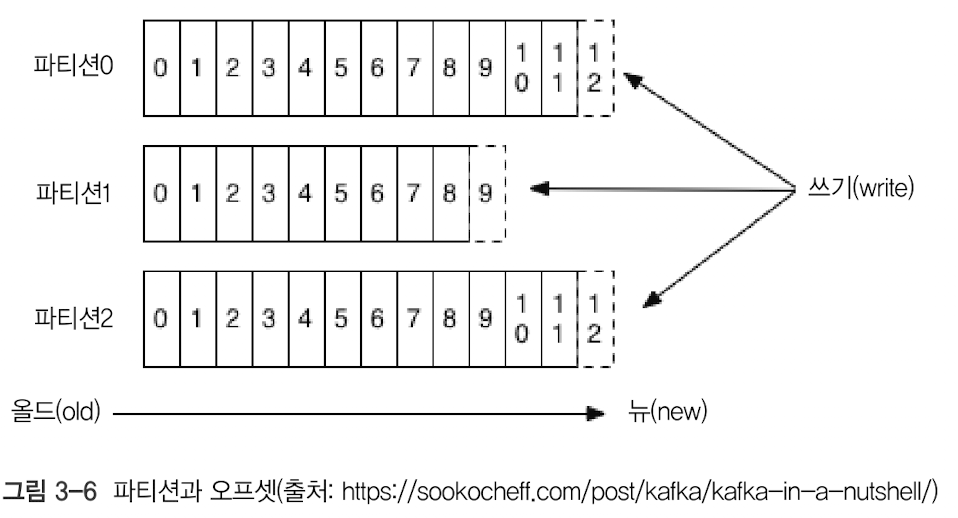 파티션0 0 1 2 3 4 5 6 7 8 9 10 11 12
파티션1 0 1 2 3 4 5 6 7 8 9
쓰기(write)
파티션2 0 1 2 3 4 5 6 7 8 9 10 11 12
올드(old) 뉴(new)
그림 3-6 파티션과 오프셋(출처: https://sookocheff.com/post/kafka/kafka-in-a-nutshell/)